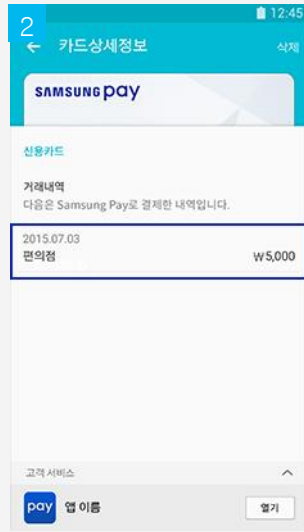 12:45
2
카드상세정보 삭제
SAMSUNG pay
신용카드
거래내역
다음은 Samsung Pay로 결제한 내역입니다.
2015.07.03
편의점 ₩5,000
고객 서비스
pay 앱 이름 열기